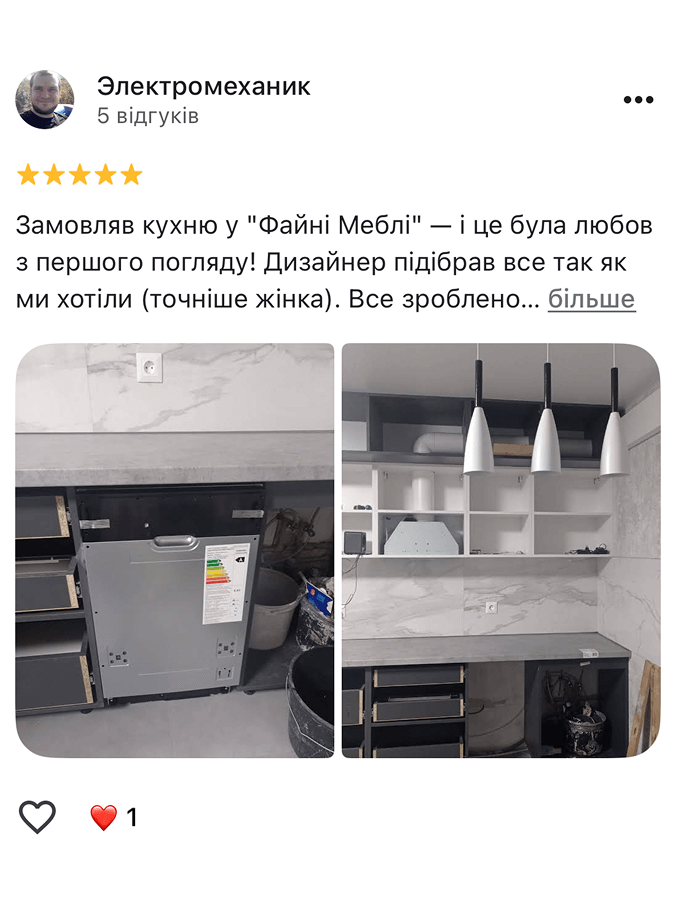 Электромеханик
5 відгуків
Замовляв кухню у "Файні Меблі" — і це була любов
з першого погляду! Дизайнер підібрав все так як
ми хотіли (точніше жінка). Все зроблено... більше
1